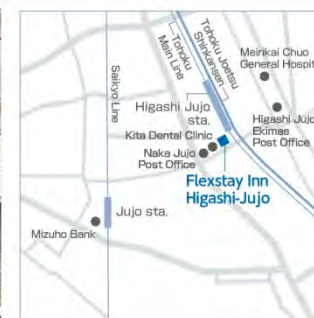 Tohoku Joetsu
Shinkansen
Tohoku
Main Line
Saikyo Line
Meirikai Chuo
General Hospit
Higashi Jujo
sta.
Higashi Jujo
Ekimae
Post Office
Kita Dental Clinic
Naka Jujo
Post Office
Flexstay Inn
Higashi-Jujo
Jujo sta.
Mizuho Bank